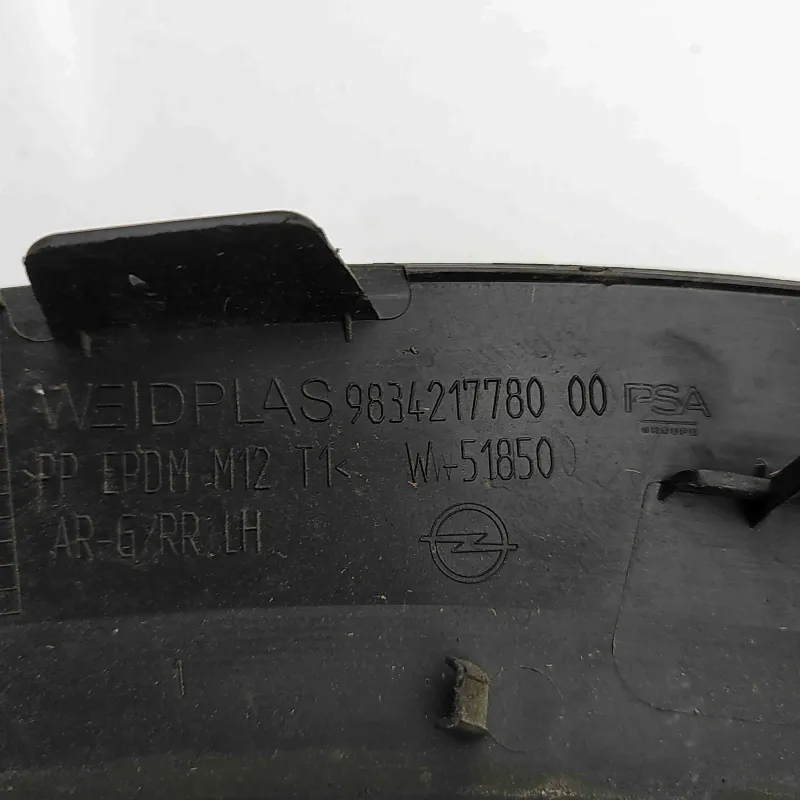 WEIDPLAS 9834217780 00 PSA
GROUPE
>PP EPDM M12 T1< W+51850
AR-G/RR LH
1